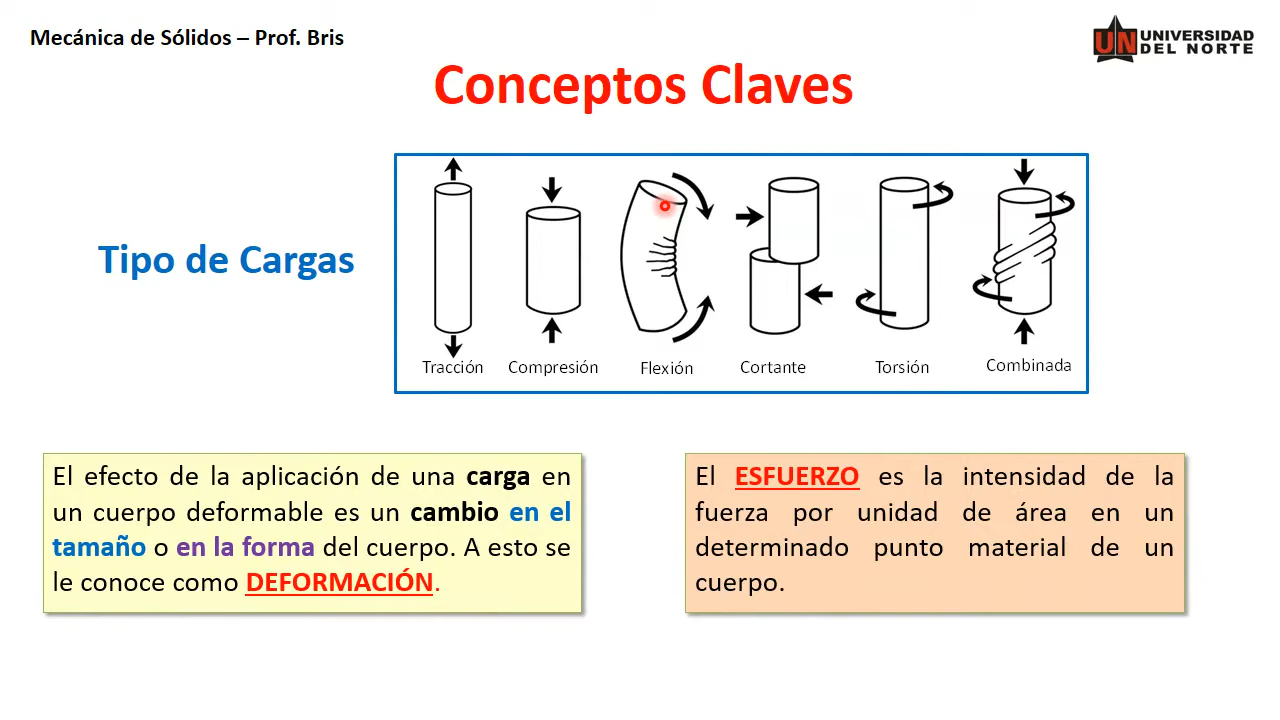 Mecánica de Sólidos – Prof. Bris
UNIVERSIDAD
DEL NORTE
UN
Conceptos Claves
Tipo de Cargas
Tracción
Compresión
Flexión
Cortante
Torsión
Combinada
El efecto de la aplicación de una carga en
un cuerpo deformable es un cambio en el
tamaño o en la forma del cuerpo. A esto se
le conoce como DEFORMACIÓN.
El ESFUERZO es la intensidad de la
fuerza por unidad de área en un
determinado punto material de un
cuerpo.